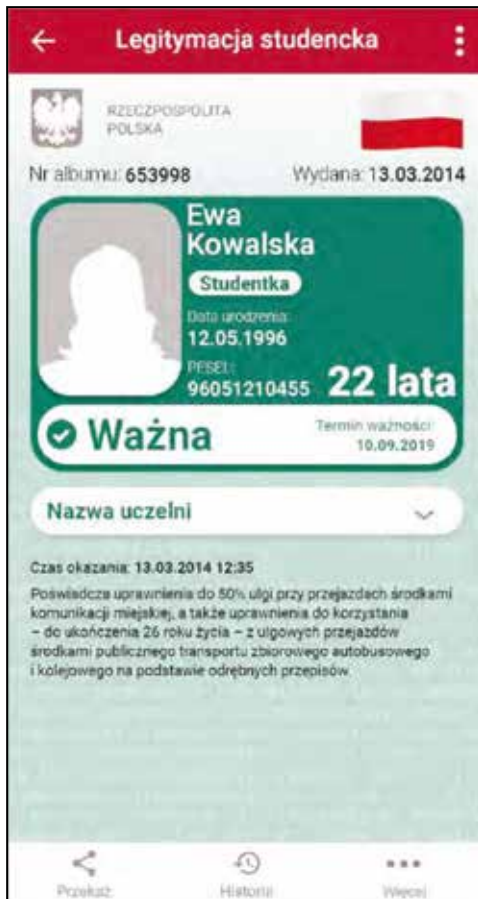 Legitymacja studencka
RZECZPOSPOLITA
POLSKA
Nr albumu: 653998 Wydana: 13.03.2014
Ewa
Kowalska
Studentka
Data urodzenia:
12.05.1996
PESEL:
96051210455 22 lata
Ważna
Termin ważności:
10.09.2019
Nazwa uczelni
Czas okazania: 13.03.2014 12:35
Poświadcza uprawnienia do 50% ulgi przy przejazdach środkami
komunikacji miejskiej, a także uprawnienia do korzystania
– do ukończenia 26 roku życia – z ulgowych przejazdów
środkami publicznego transportu zbiorowego autobusowego
i kolejowego na podstawie odrębnych przepisów.
Przekaż Historia Więcej